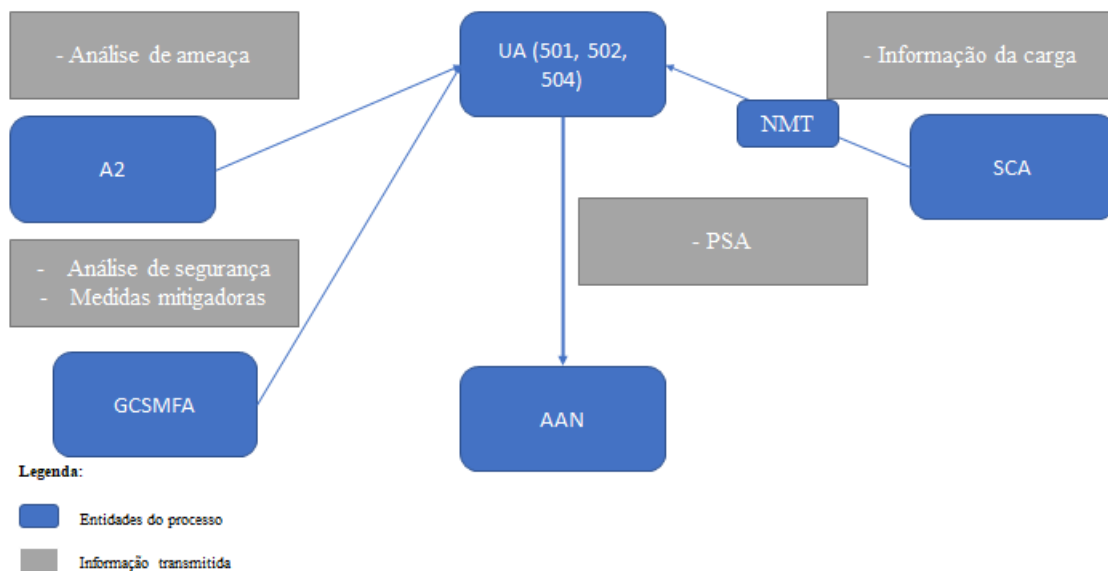 - Análise de ameaça
UA (501, 502,
504)
- Informação da carga
NMT
A2
SCA
- PSA
- Análise de segurança
- Medidas mitigadoras
GCSMFA
AAN
Legenda:
Entidades do processo
Informação transmitida